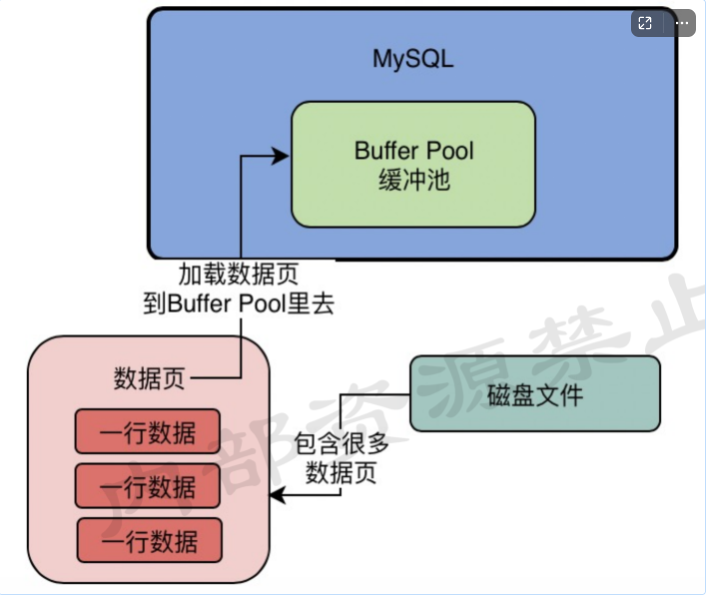 MySQL
Buffer Pool
缓冲池
加载数据页
到Buffer Pool里去
数据页
一行数据
一行数据
一行数据
磁盘文件
包含很多
数据页
内部资源禁止